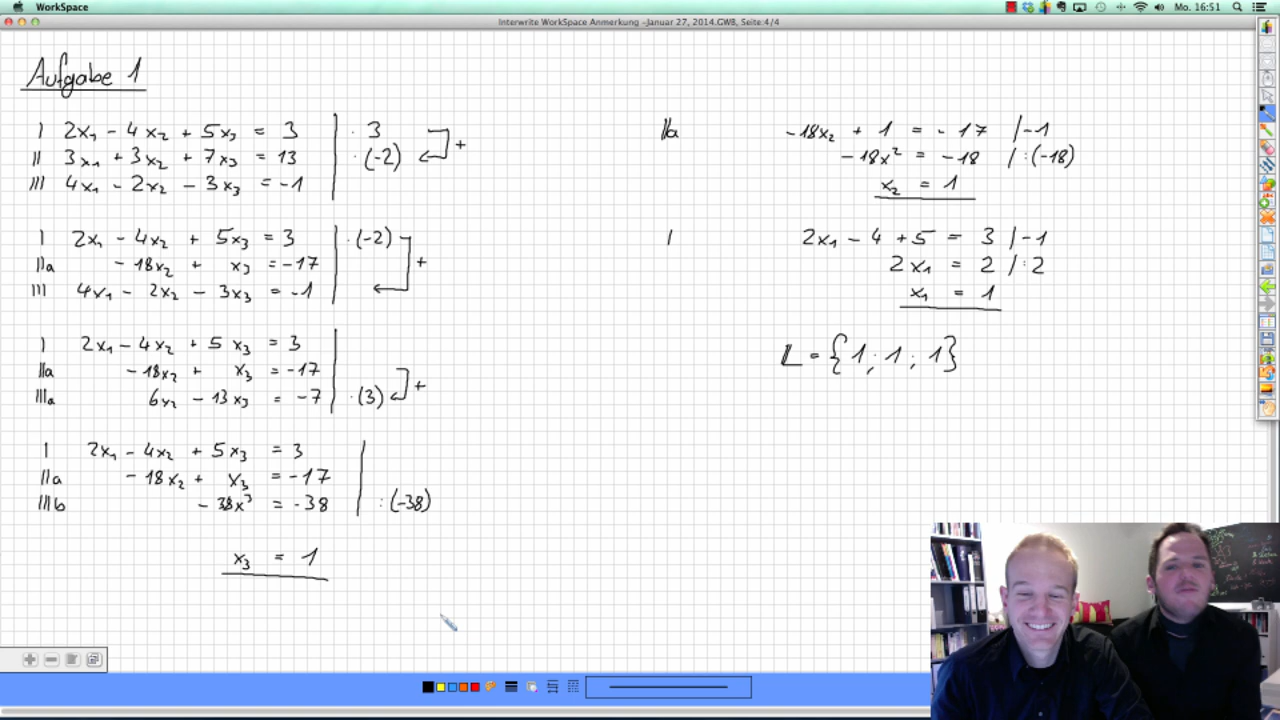 WorkSpace
Mo. 16:51
Interwrite WorkSpace Anmerkung –Januar 27, 2014.GWB, Seite:4/4
Aufgabe 1
I 2x₁ - 4x₂ + 5x₃ = 3 | · 3
II 3x₁ + 3x₂ + 7x₃ = 13 | · (-2) +
III 4x₁ - 2x₂ - 3x₃ = -1 |
I 2x₁ - 4x₂ + 5x₃ = 3 | · (-2)
IIa - 18x₂ + x₃ = -17 | +
III 4x₁ - 2x₂ - 3x₃ = -1 |
I 2x₁ - 4x₂ + 5x₃ = 3 |
IIa - 18x₂ + x₃ = -17 |
IIIa 6x₂ - 13x₃ = -7 | · (3) +
I 2x₁ - 4x₂ + 5x₃ = 3 |
IIa - 18x₂ + x₃ = -17 |
IIIb - 38x³ = -38 | : (-38)
x₃ = 1
IIa -18x₂ + 1 = -17 | -1
-18x² = -18 | : (-18)
x₂ = 1
I 2x₁ - 4 + 5 = 3 | -1
2x₁ = 2 | : 2
x₁ = 1
𝕃 = {1; 1; 1}